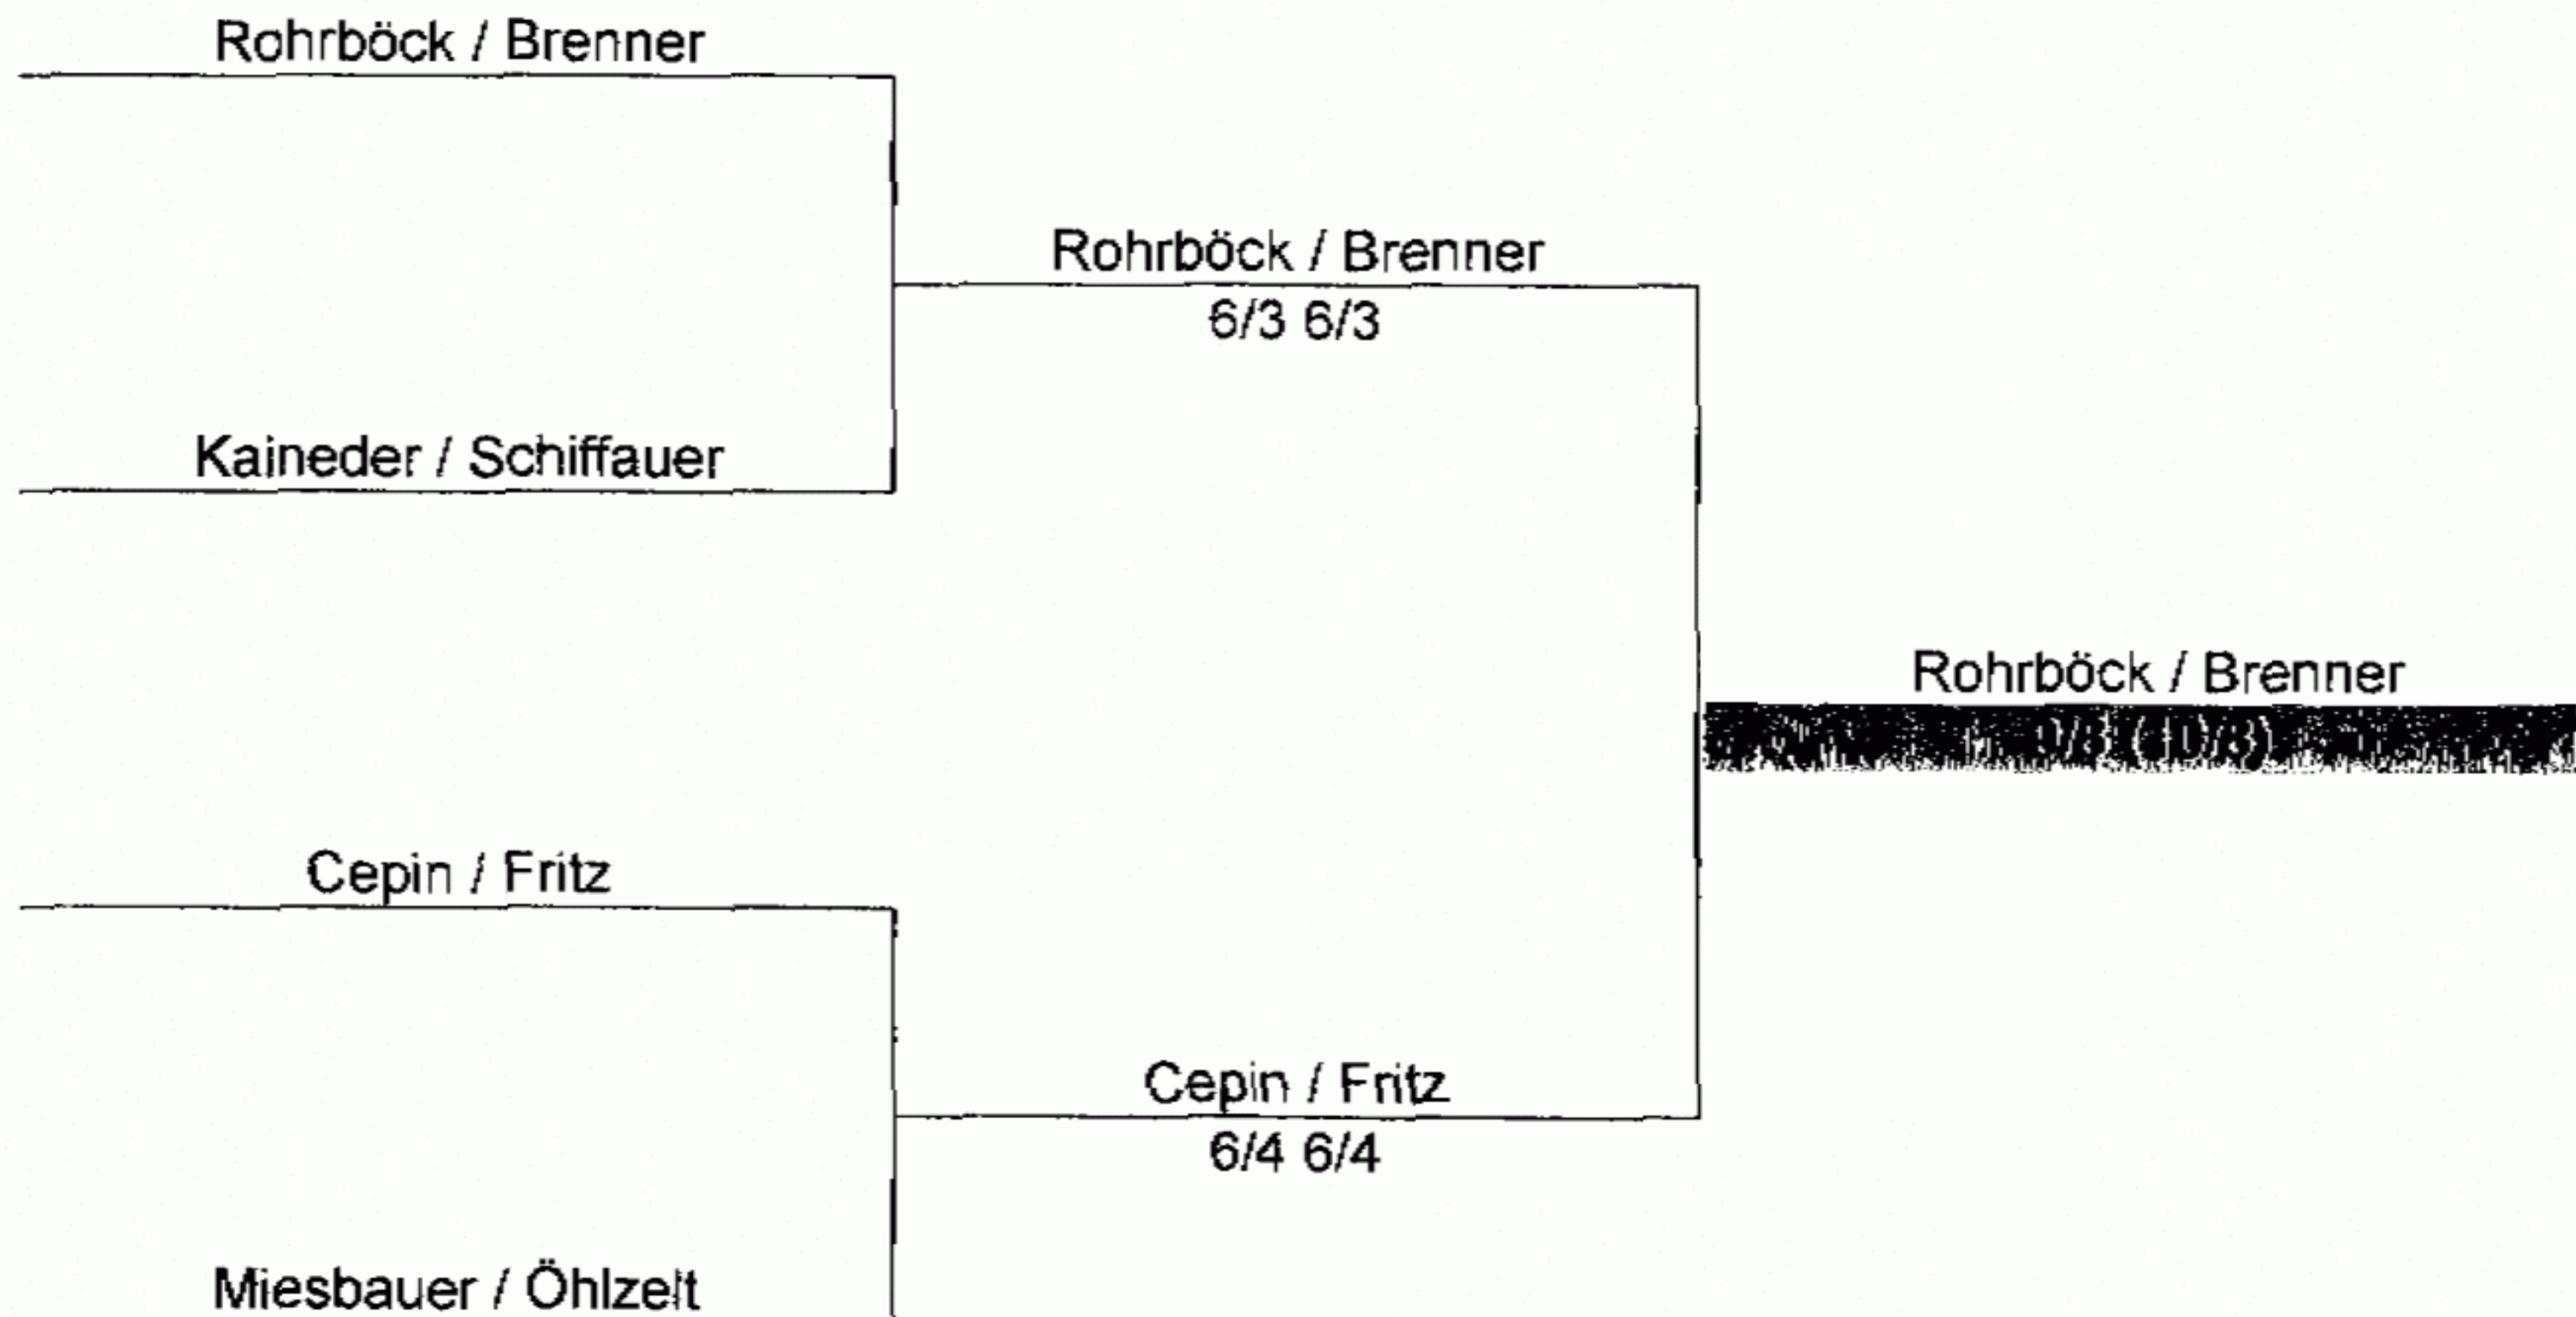 Rohrböck / Brenner
Kaineder / Schiffauer
Rohrböck / Brenner
6/3 6/3
Rohrböck / Brenner
Cepin / Fritz
Cepin / Fritz
6/4 6/4
Miesbauer / Öhlzelt